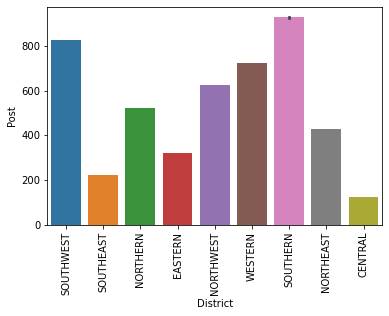 800
600
400
200
0
Post
SOUTHWEST
SOUTHEAST
NORTHERN
EASTERN
NORTHWEST
WESTERN
SOUTHERN
NORTHEAST
CENTRAL
District